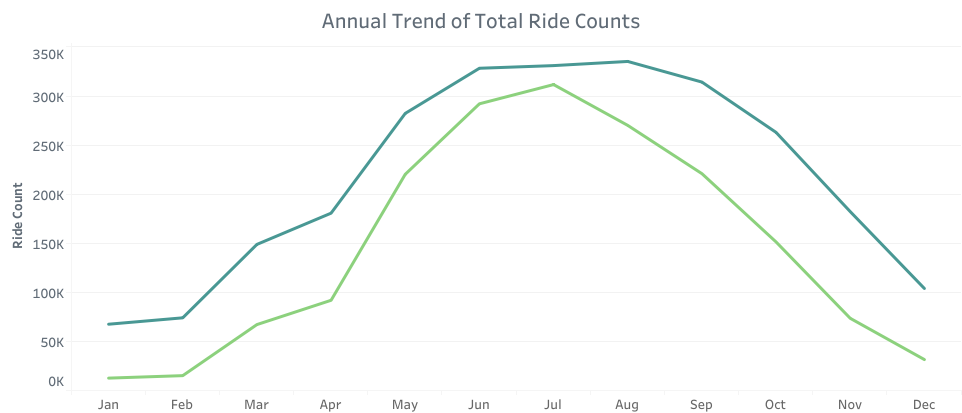 Annual Trend of Total Ride Counts
350K
300K
250K
200K
150K
100K
50K
0K
Ride Count
Jan Feb Mar Apr May Jun Jul Aug Sep Oct Nov Dec